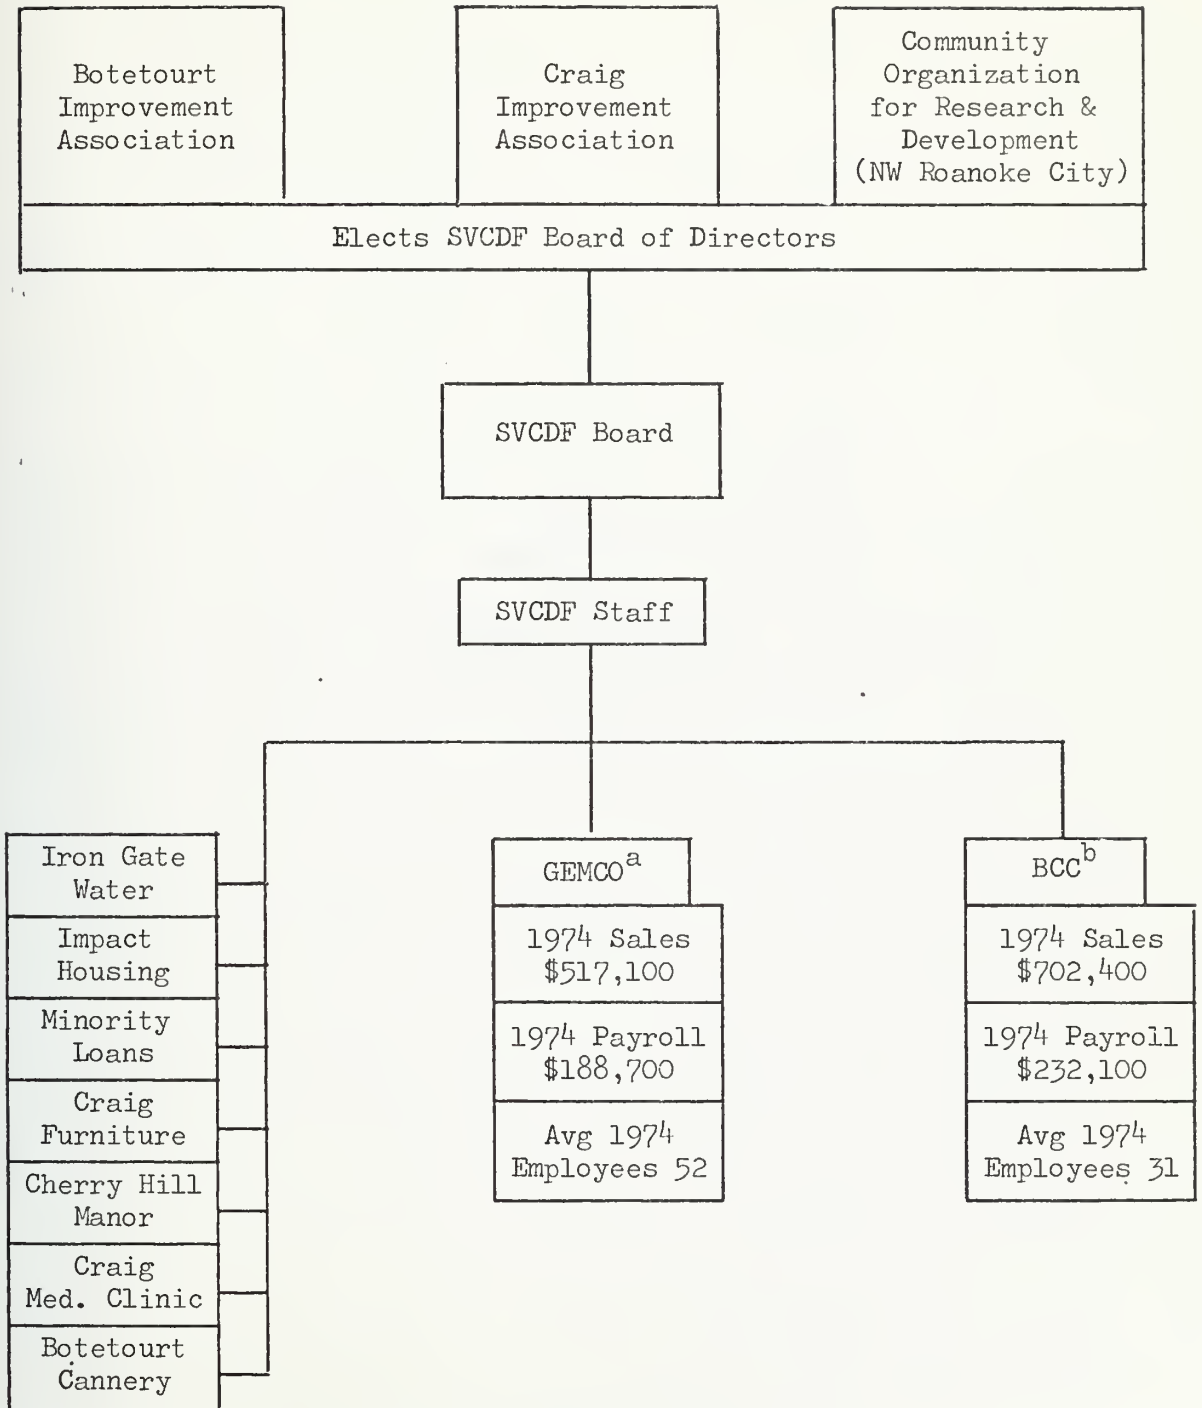 Botetourt
Improvement
Association
Craig
Improvement
Association
Community
Organization
for Research &
Development
(NW Roanoke City)
Elects SVCDF Board of Directors
SVCDF Board
SVCDF Staff
Iron Gate
Water
Impact
Housing
Minority
Loans
Craig
Furniture
Cherry Hill
Manor
Craig
Med. Clinic
Botetourt
Cannery
GEMCOᵃ
1974 Sales
$517,100
1974 Payroll
$188,700
Avg 1974
Employees 52
BCCᵇ
1974 Sales
$702,400
1974 Payroll
$232,100
Avg 1974
Employees 31